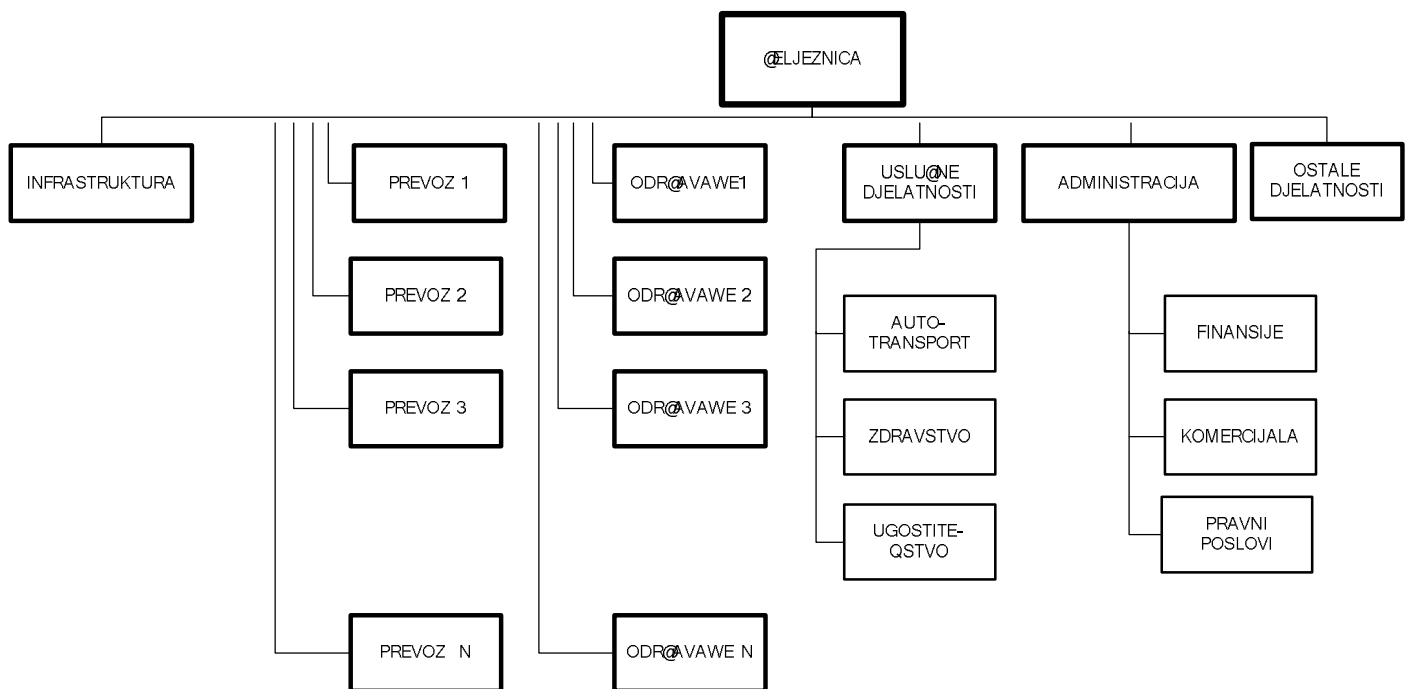 @ELJEZNICA
INFRASTRUKTURA
PREVOZ 1
ODR@AVAWE1
USLU@NE
DJELATNOSTI
ADMINISTRACIJA
OSTALE
DJELATNOSTI
PREVOZ 2
ODR@AVAWE 2
AUTO-
TRANSPORT
FINANSIJE
PREVOZ 3
ODR@AVAWE 3
ZDRAVSTVO
KOMERCIJALA
UGOSTITE-
QSTVO
PRAVNI
POSLOVI
PREVOZ N
ODR@AVAWE N